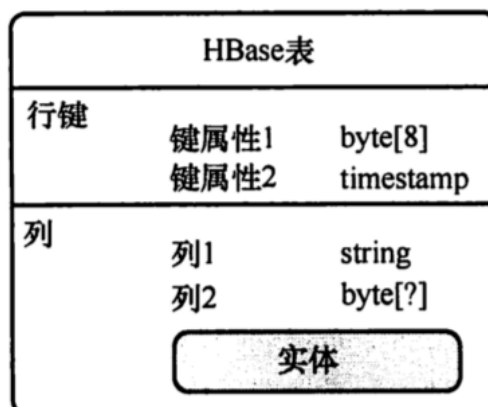 HBase表
行键
键属性1 byte[8]
键属性2 timestamp
列
列1 string
列2 byte[?]
实体